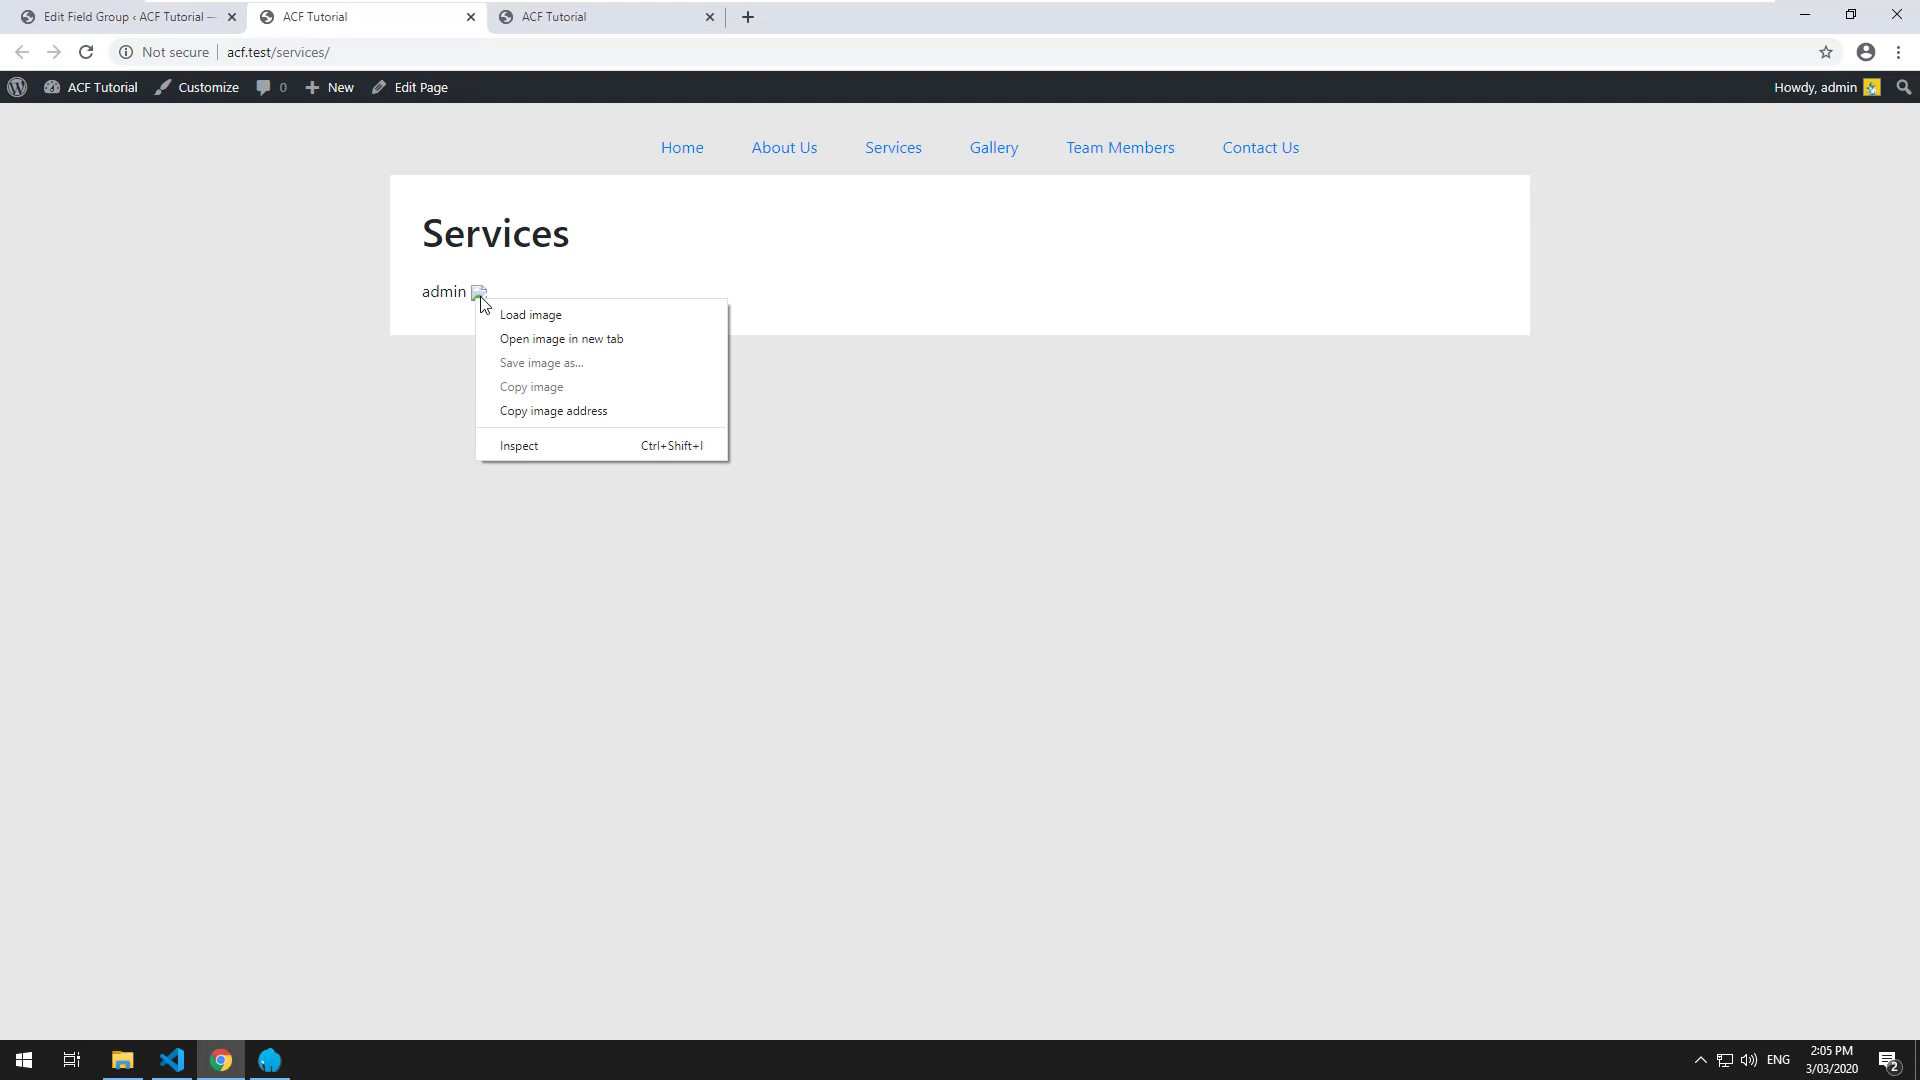 Edit Field Group ‹ ACF Tutorial —
ACF Tutorial
ACF Tutorial
Not secure
acf.test/services/
ACF Tutorial
Customize
0
New
Edit Page
Howdy, admin
Home
About Us
Services
Gallery
Team Members
Contact Us
Services
admin
Load image
Open image in new tab
Save image as...
Copy image
Copy image address
Inspect
Ctrl+Shift+I
ENG
2:05 PM
3/03/2020
2